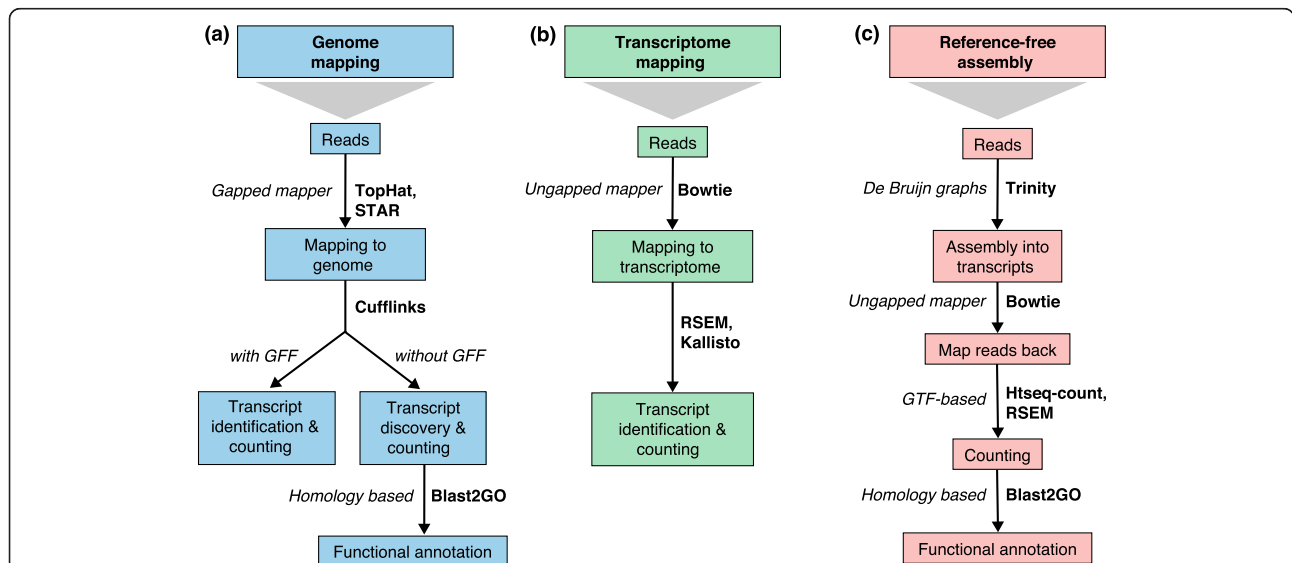 (a)
Genome
mapping
Reads
Gapped mapper
TopHat,
STAR
Mapping to
genome
Cufflinks
with GFF
without GFF
Transcript
identification &
counting
Transcript
discovery &
counting
Homology based
Blast2GO
Functional annotation
(b)
Transcriptome
mapping
Reads
Ungapped mapper
Bowtie
Mapping to
transcriptome
RSEM,
Kallisto
Transcript
identification &
counting
(c)
Reference-free
assembly
Reads
De Bruijn graphs
Trinity
Assembly into
transcripts
Ungapped mapper
Bowtie
Map reads back
GTF-based
Htseq-count,
RSEM
Counting
Homology based
Blast2GO
Functional annotation